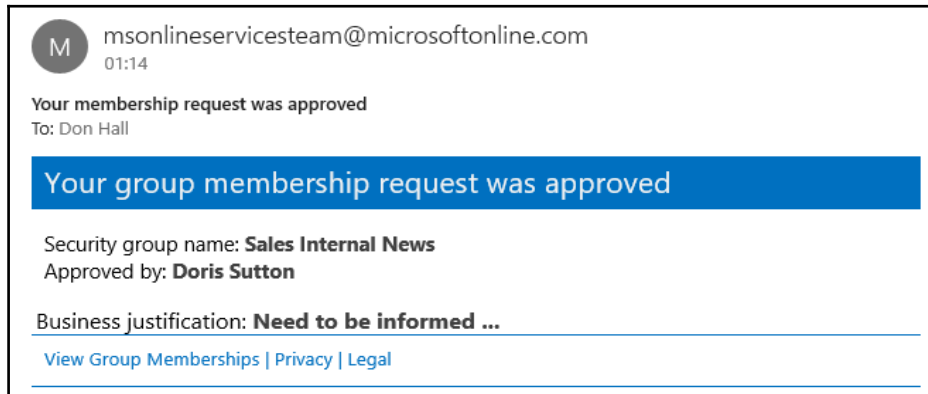 M
msonlineservicesteam@microsoftonline.com
01:14
Your membership request was approved
To: Don Hall
Your group membership request was approved
Security group name: Sales Internal News
Approved by: Doris Sutton
Business justification: Need to be informed ...
View Group Memberships | Privacy | Legal